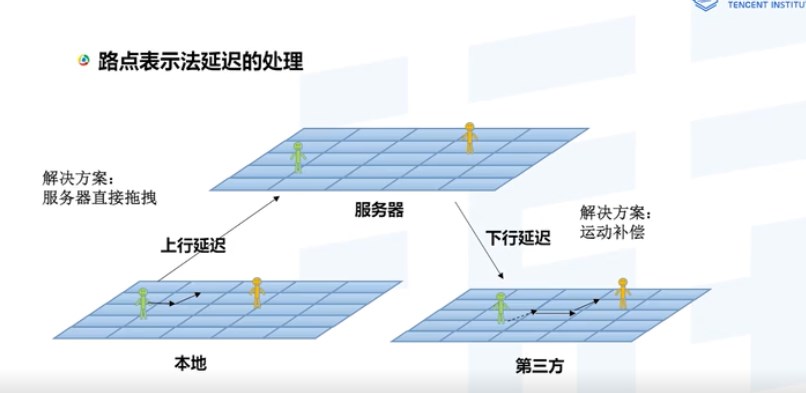 TENCENT INSTITU
路点表示法延迟的处理
解决方案：
服务器直接拖拽
服务器
解决方案：
运动补偿
上行延迟
下行延迟
本地
第三方